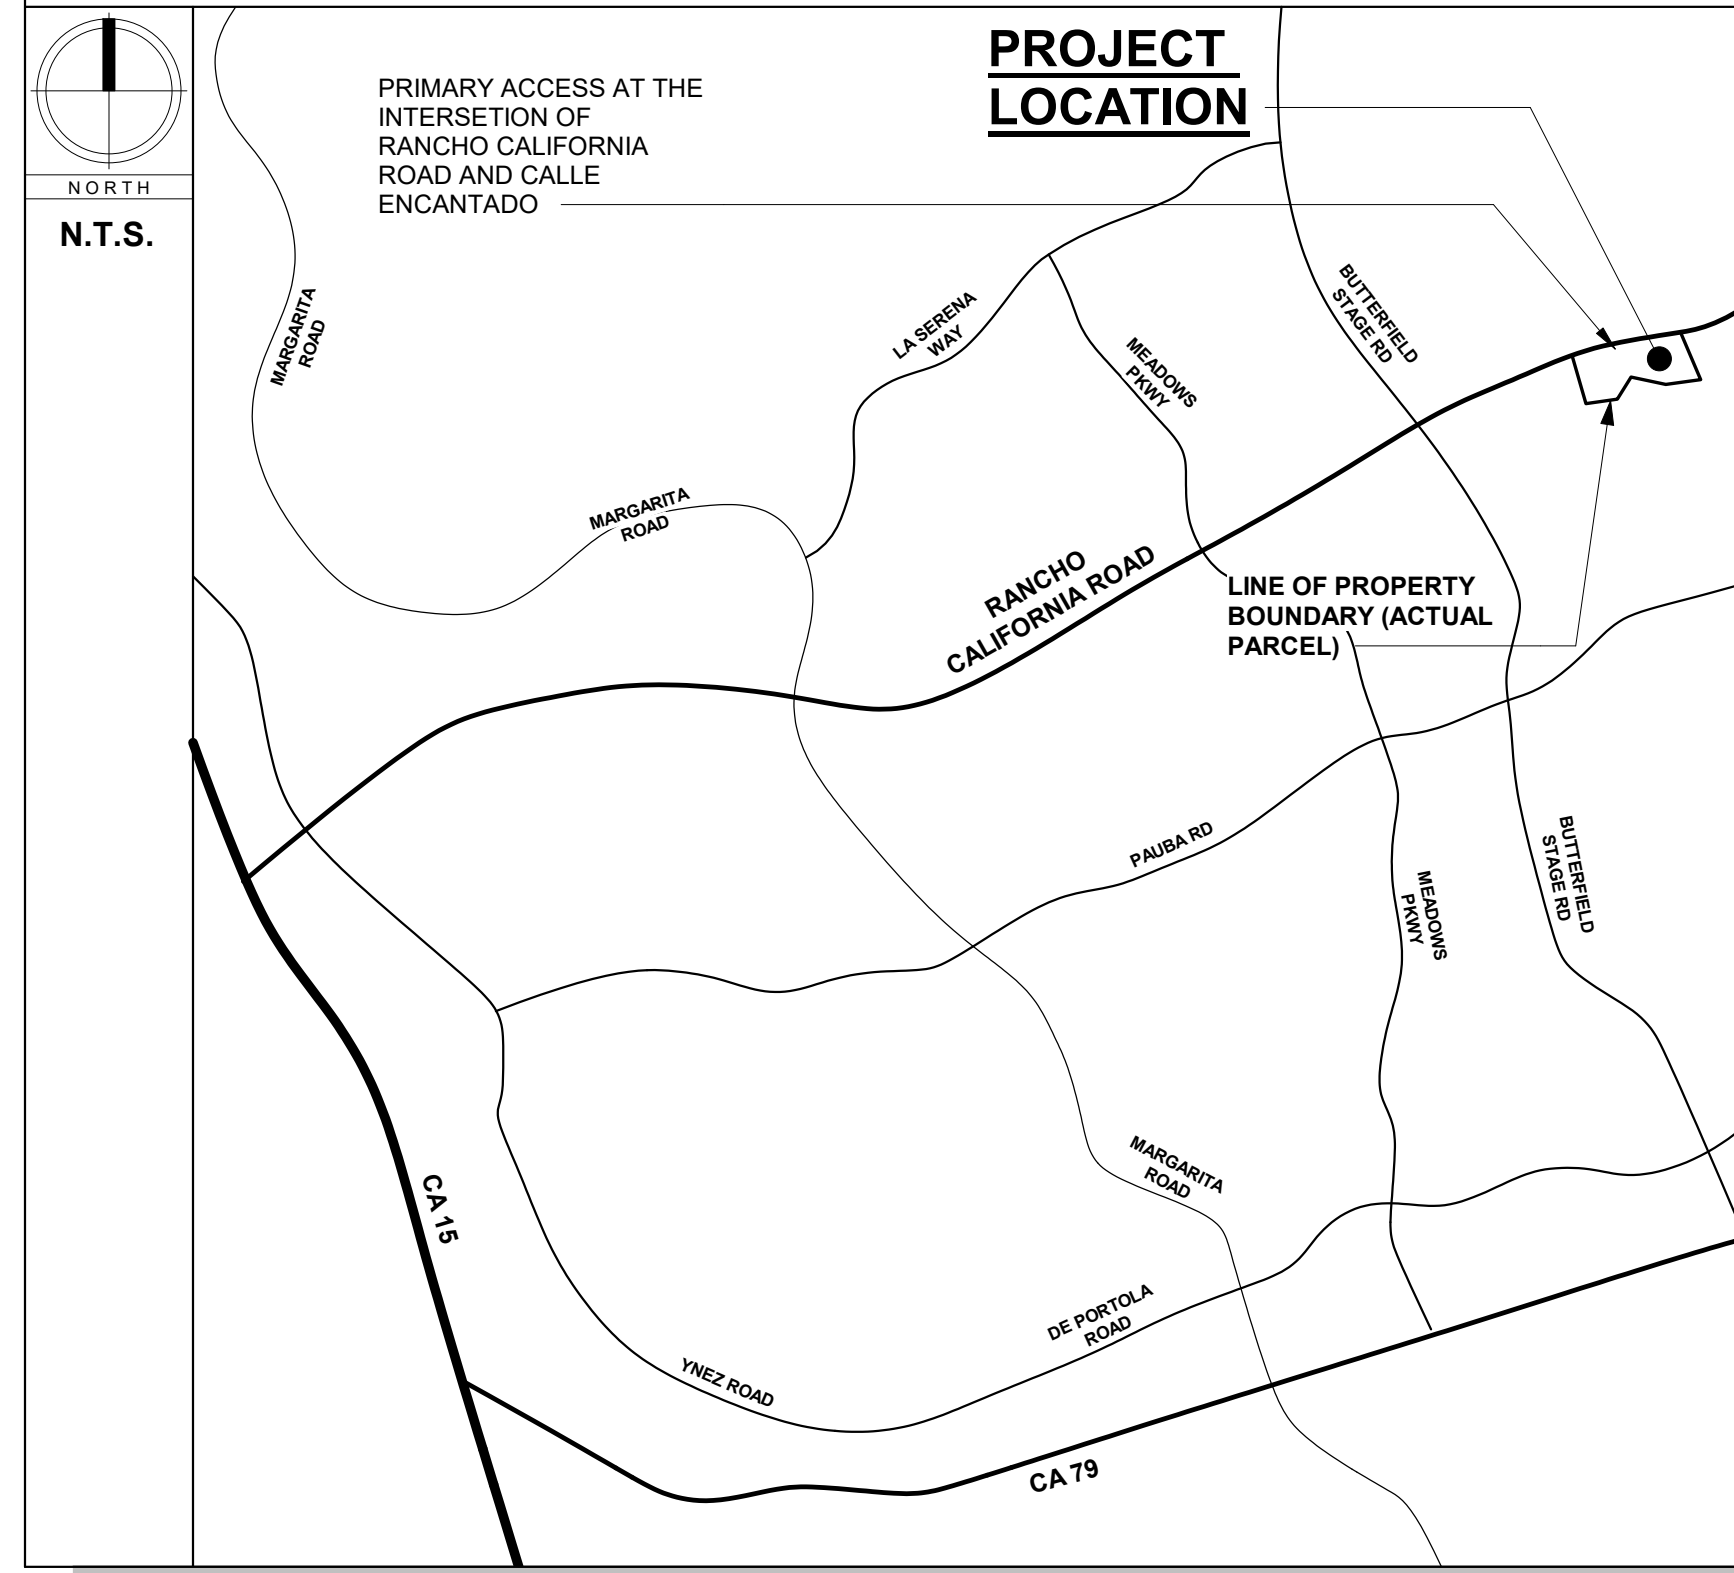 NORTH
N.T.S.
PROJECT
LOCATION
PRIMARY ACCESS AT THE
INTERSETION OF
RANCHO CALIFORNIA
ROAD AND CALLE
ENCANTADO
MARGARITA
ROAD
LA SERENA
WAY
MEADOWS
PKWY
BUTTERFIELD
STAGE RD
MARGARITA
ROAD
RANCHO
CALIFORNIA ROAD
LINE OF PROPERTY
BOUNDARY (ACTUAL
PARCEL)
PAUBA RD
MEADOWS
PKWY
BUTTERFIELD
STAGE RD
MARGARITA
ROAD
CA 15
DE PORTOLA
ROAD
YNEZ ROAD
CA 79